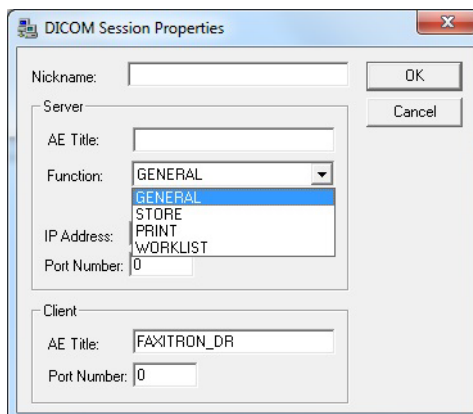 DICOM Session Properties
Nickname:
OK
Server
Cancel
AE Title:
Function: GENERAL
GENERAL
STORE
PRINT
IP Address:
WORKLIST
Port Number: 0
Client
AE Title: FAXITRON_DR
Port Number: 0